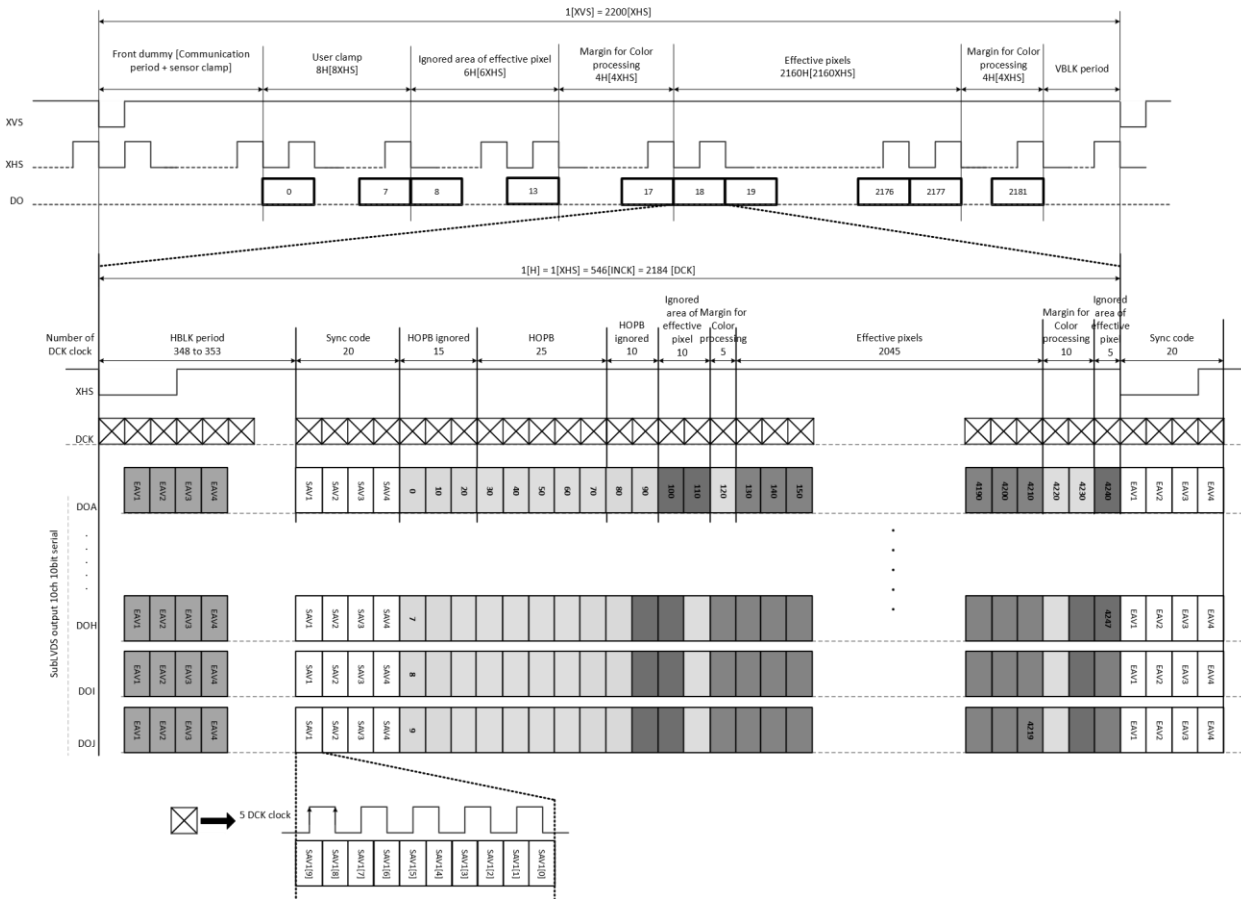 1[XVS] = 2200[XHS]
Front dummy [Communication
period + sensor clamp]
User clamp
8H[8XHS]
Ignored area of effective pixel
6H[6XHS]
Margin for Color
processing
4H[4XHS]
Effective pixels
2160H[2160XHS]
Margin for Color
processing
4H[4XHS]
VBLK period
XVS
XHS
DO
0
7
8
13
17
18
19
2176
2177
2181
1[H] = 1[XHS] = 546[INCK] = 2184 [DCK]
Number of
DCK clock
HBLK period
348 to 353
Sync code
20
HOPB ignored
15
HOPB
25
HOPB
ignored
10
Ignored
area of
effective
pixel
10
Margin for
Color
processing
5
Effective pixels
2045
Margin for
Color
processing
10
Ignored
area of
effective
pixel
5
Sync code
20
XHS
DCK
SubLVDS output 10ch 10bit serial
DOA
EAV1
EAV2
EAV3
EAV4
SAV1
SAV2
SAV3
SAV4
0
10
20
30
40
50
60
70
80
90
100
110
120
130
140
150
4190
4200
4210
4220
4230
4240
EAV1
EAV2
EAV3
EAV4
DOH
EAV1
EAV2
EAV3
EAV4
SAV1
SAV2
SAV3
SAV4
7
4247
EAV1
EAV2
EAV3
EAV4
DOI
EAV1
EAV2
EAV3
EAV4
SAV1
SAV2
SAV3
SAV4
8
EAV1
EAV2
EAV3
EAV4
DOJ
EAV1
EAV2
EAV3
EAV4
SAV1
SAV2
SAV3
SAV4
9
4219
EAV1
EAV2
EAV3
EAV4
5 DCK clock
SAV1[9]
SAV1[8]
SAV1[7]
SAV1[6]
SAV1[5]
SAV1[4]
SAV1[3]
SAV1[2]
SAV1[1]
SAV1[0]